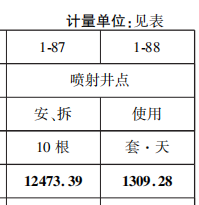 计量单位:见表
1-87 1-88
喷射井点
安、拆 使用
10 根 套·天
12473.39 1309.28